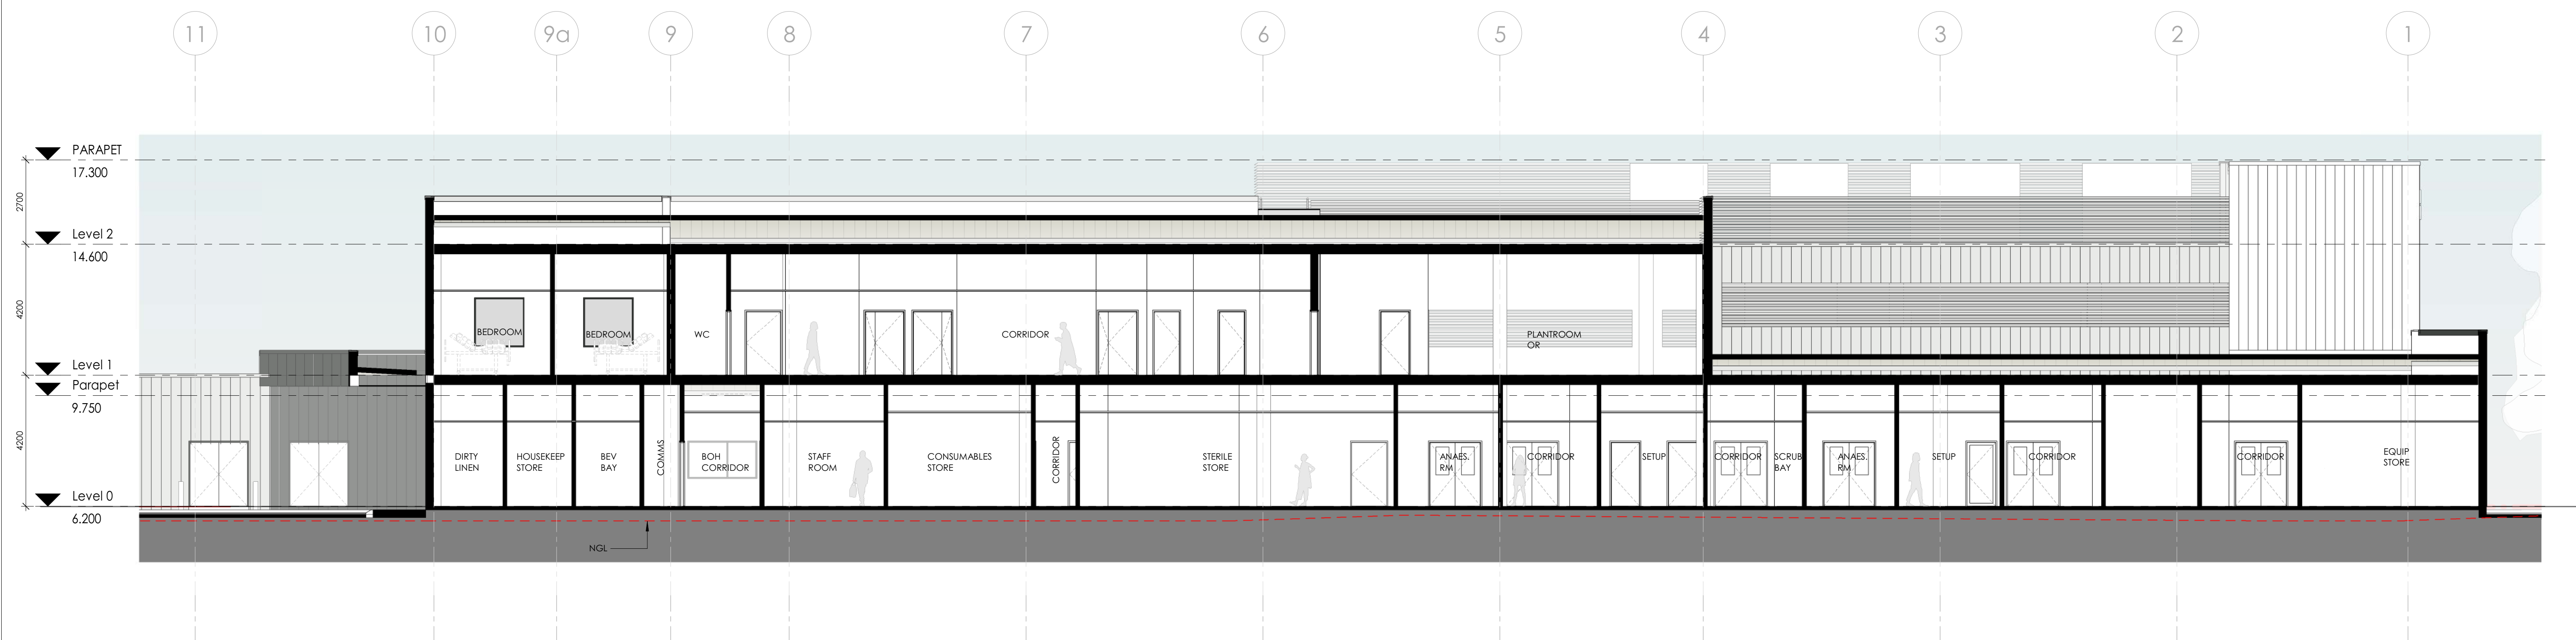 11 10 9a 9 8 7 6 5 4 3 2 1
PARAPET
17.300
2700
Level 2
14.600
4200
BEDROOM
BEDROOM
WC
CORRIDOR
PLANTROOM
OR
Level 1
Parapet
9.750
4200
DIRTY
LINEN
HOUSEKEEP
STORE
BEV
BAY
COMMS
BOH
CORRIDOR
STAFF
ROOM
CONSUMABLES
STORE
CORRIDOR
STERILE
STORE
ANAES.
RM
CORRIDOR
SETUP
CORRIDOR
SCRUB
BAY
ANAES.
RM
SETUP
CORRIDOR
CORRIDOR
EQUIP
STORE
Level 0
6.200
NGL